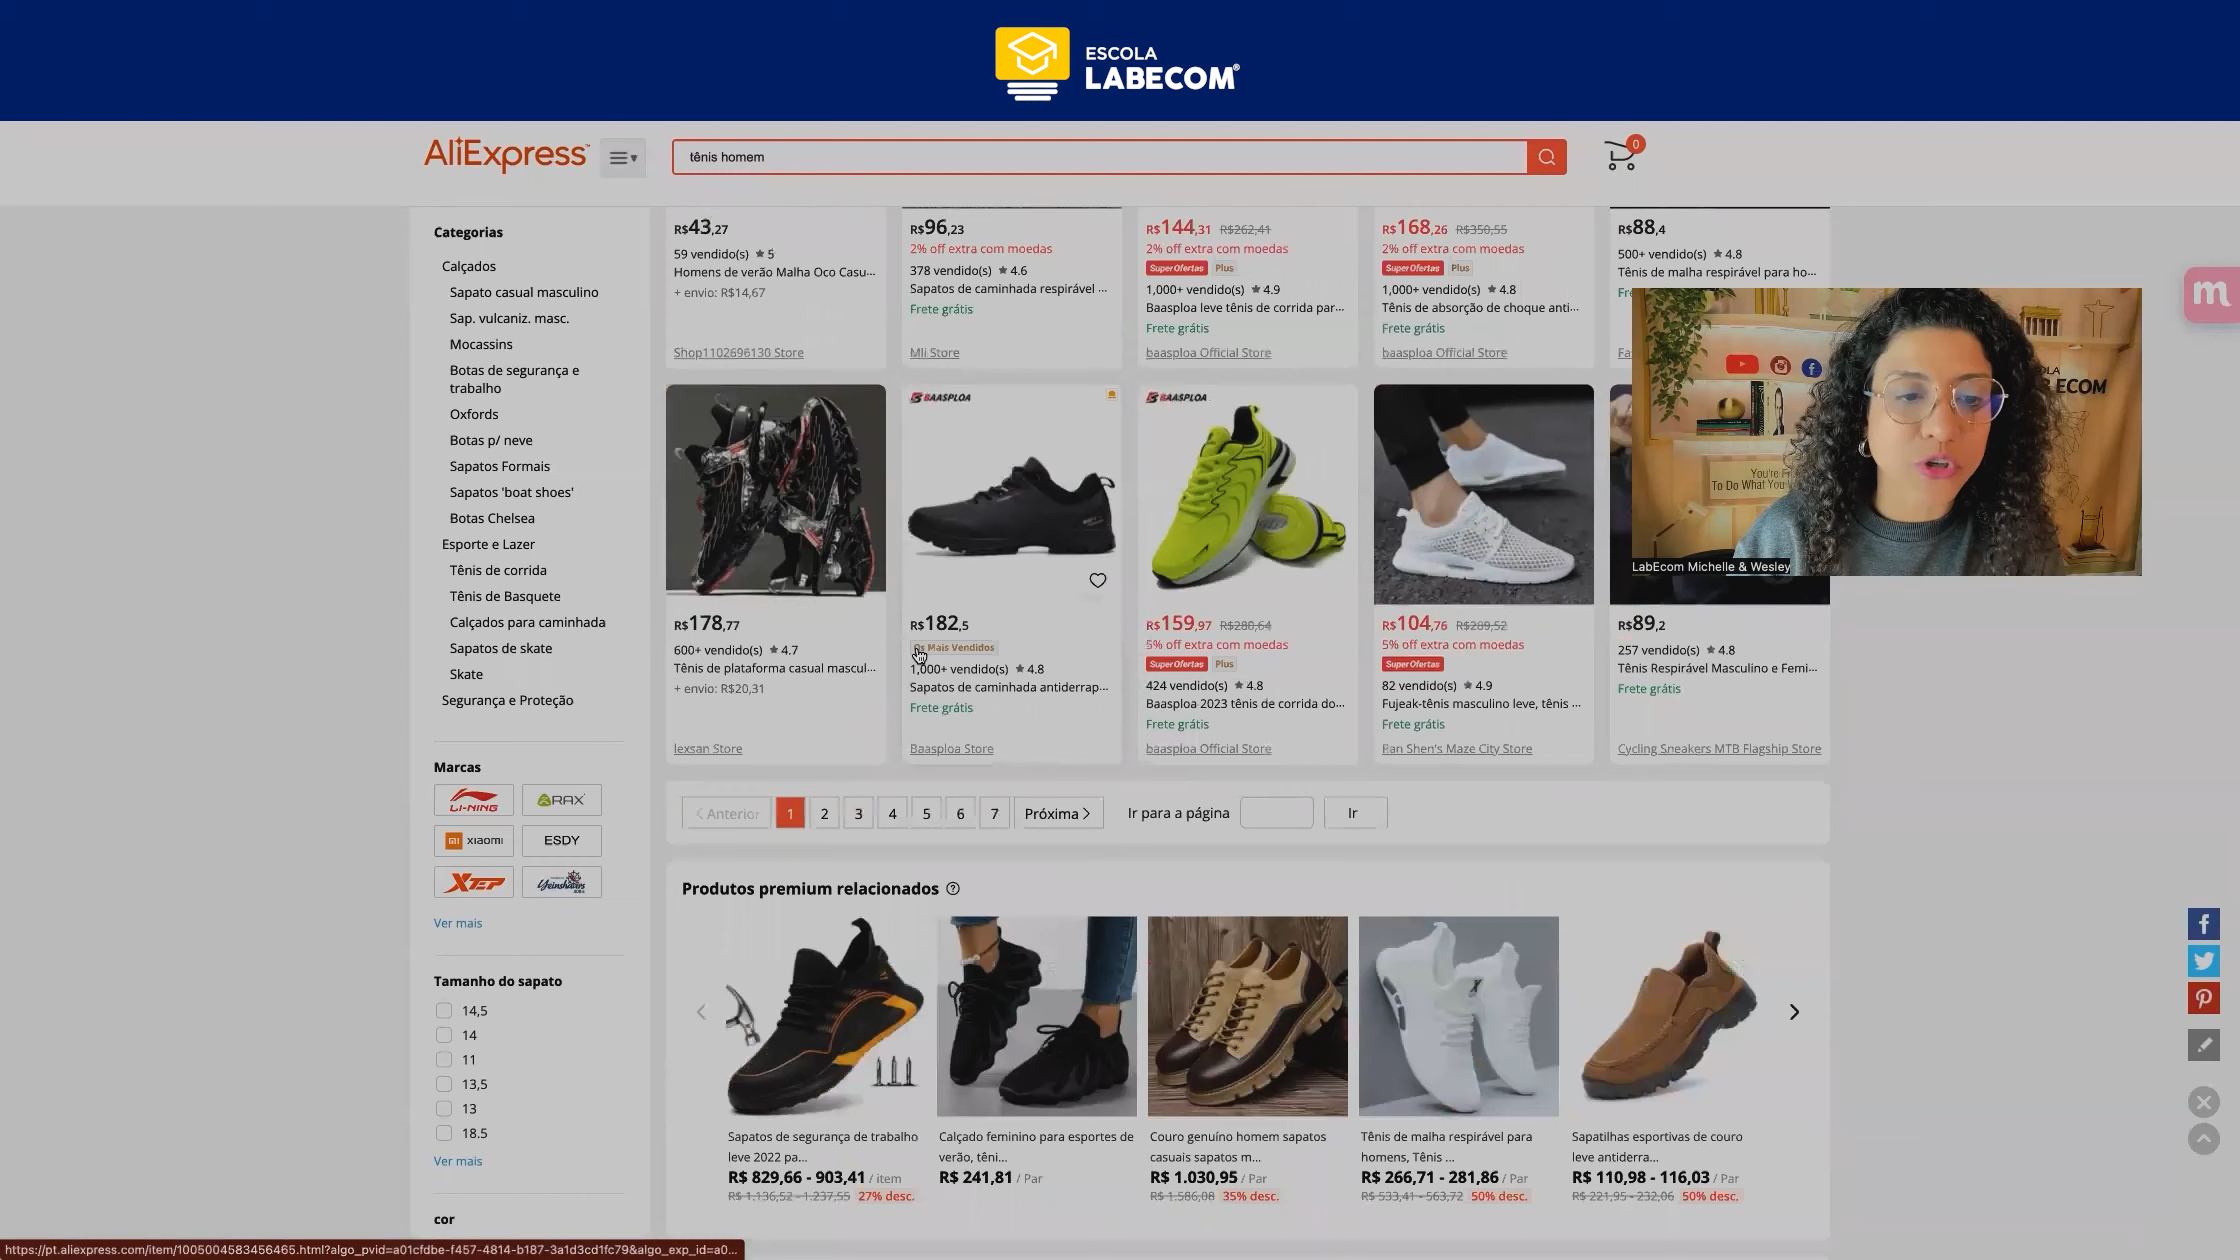 ESCOLA
LABECOM®
AliExpress™
tênis homem
0
Categorias
Calçados
Sapato casual masculino
Sap. vulcaniz. masc.
Mocassins
Botas de segurança e
trabalho
Oxfords
Botas p/ neve
Sapatos Formais
Sapatos 'boat shoes'
Botas Chelsea
Esporte e Lazer
Tênis de corrida
Tênis de Basquete
Calçados para caminhada
Sapatos de skate
Skate
Segurança e Proteção
Marcas
LI-NING
RAX
mi xiaomi
ESDY
XTEP
Ver mais
Tamanho do sapato
14,5
14
11
13,5
13
18.5
Ver mais
cor
R$43,27
59 vendido(s) ★ 5
Homens de verão Malha Oco Casu...
+ envio: R$14,67
Shop1102696130 Store
R$96,23
2% off extra com moedas
378 vendido(s) ★ 4.6
Sapatos de caminhada respirável ...
Frete grátis
Mli Store
R$144,31 R$262,41
2% off extra com moedas
SuperOfertas Plus
1,000+ vendido(s) ★ 4.9
Baasploa leve tênis de corrida par...
Frete grátis
baasploa Official Store
R$168,26 R$350,55
2% off extra com moedas
SuperOfertas Plus
1,000+ vendido(s) ★ 4.8
Tênis de absorção de choque anti...
Frete grátis
baasploa Official Store
R$88,4
500+ vendido(s) ★ 4.8
Tênis de malha respirável para ho...
Fre
Fa
m
ECOM
You're Fr
To Do What You
LabEcom Michelle & Wesley
R$178,77
600+ vendido(s) ★ 4.7
Tênis de plataforma casual mascul...
+ envio: R$20,31
lexsan Store
BAASPLOA
R$182,5
Os Mais Vendidos
1,000+ vendido(s) ★ 4.8
Sapatos de caminhada antiderrap...
Frete grátis
Baasploa Store
BAASPLOA
R$159,97 R$280,64
5% off extra com moedas
SuperOfertas Plus
424 vendido(s) ★ 4.8
Baasploa 2023 tênis de corrida do...
Frete grátis
baasploa Official Store
R$104,76 R$209,52
5% off extra com moedas
SuperOfertas
82 vendido(s) ★ 4.9
Fujeak-tênis masculino leve, tênis ...
Frete grátis
Ban Shen's Maze City Store
R$89,2
257 vendido(s) ★ 4.8
Tênis Respirável Masculino e Femi...
Frete grátis
Cycling Sneakers MTB Flagship Store
< Anterior 1 2 3 4 5 6 7 Próxima > Ir para a página Ir
Produtos premium relacionados ?
Sapatos de segurança de trabalho
leve 2022 pa...
R$ 829,66 - 903,41 / item
R$ 1.136,52 - 1.237,55 27% desc.
Calçado feminino para esportes de
verão, têni...
R$ 241,81 / Par
Couro genuíno homem sapatos
casuais sapatos m...
R$ 1.030,95 / Par
R$ 1.586,08 35% desc.
Tênis de malha respirável para
homens, Tênis ...
R$ 266,71 - 281,86 / Par
R$ 533,41 - 563,72 50% desc.
Sapatilhas esportivas de couro
leve antiderra...
R$ 110,98 - 116,03 / Par
R$ 221,95 - 232,06 50% desc.
https://pt.aliexpress.com/item/1005004583456465.html?algo_pvid=a01cfdbe-f457-4814-b187-3a1d3cd1fc79&algo_exp_id=a0...